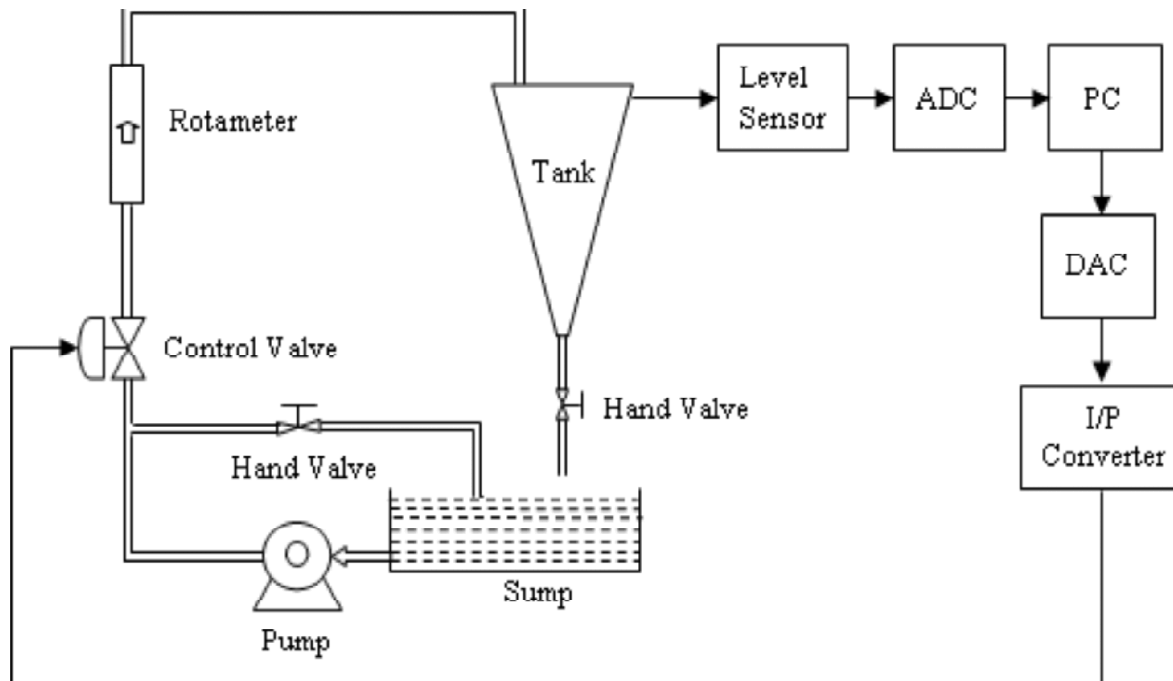 Level
Sensor
ADC
PC
Rotameter
Tank
DAC
Control Valve
Hand Valve
I/P
Converter
Hand Valve
Sump
Pump